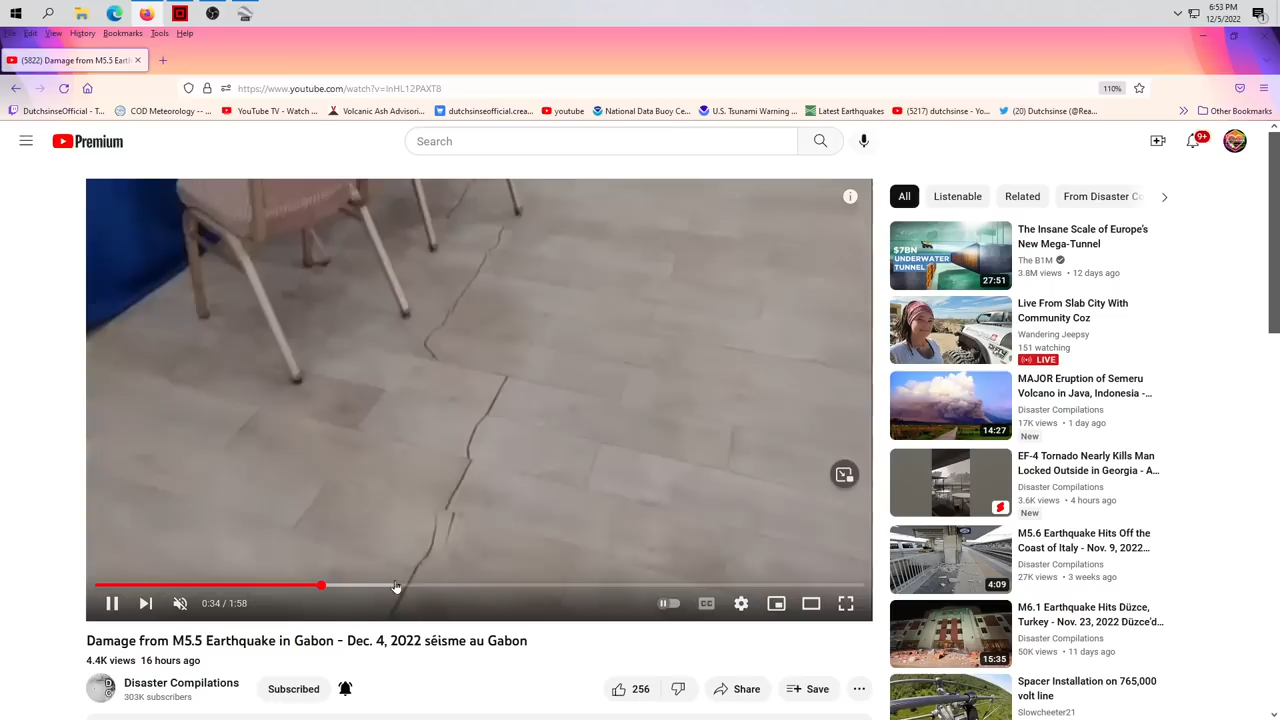 6:53 PM
12/5/2022
File Edit View History Bookmarks Tools Help
(5822) Damage from M5.5 Earth
https://www.youtube.com/watch?v=InHL12PAXT8
110%
DutchsinseOfficial - T...
COD Meteorology -...
YouTube TV - Watch ...
Volcanic Ash Advisori...
dutchsinseofficial.crea...
youtube
National Data Buoy Ce...
U.S. Tsunami Warning ...
Latest Earthquakes
(5217) dutchsinse - Yo...
(20) Dutchsinse (@Rea...
Other Bookmarks
Premium
Search
9+
All
Listenable
Related
From Disaster Co
$7BN
UNDERWATER
TUNNEL
27:51
The Insane Scale of Europe's
New Mega-Tunnel
The B1M
3.8M views • 12 days ago
Live From Slab City With
Community Coz
Wandering Jeepsy
151 watching
LIVE
14:27
MAJOR Eruption of Semeru
Volcano in Java, Indonesia -...
Disaster Compilations
17K views • 1 day ago
New
EF-4 Tornado Nearly Kills Man
Locked Outside in Georgia - A...
Disaster Compilations
3.6K views • 4 hours ago
New
4:09
M5.6 Earthquake Hits Off the
Coast of Italy - Nov. 9, 2022...
Disaster Compilations
27K views • 3 weeks ago
15:35
M6.1 Earthquake Hits Düzce,
Turkey - Nov. 23, 2022 Düzce'd...
Disaster Compilations
50K views • 11 days ago
Spacer Installation on 765,000
volt line
Slowcheeter21
0:34 / 1:58
CC
Damage from M5.5 Earthquake in Gabon - Dec. 4, 2022 séisme au Gabon
4.4K views 16 hours ago
Disaster Compilations
303K subscribers
Subscribed
256
Share
Save